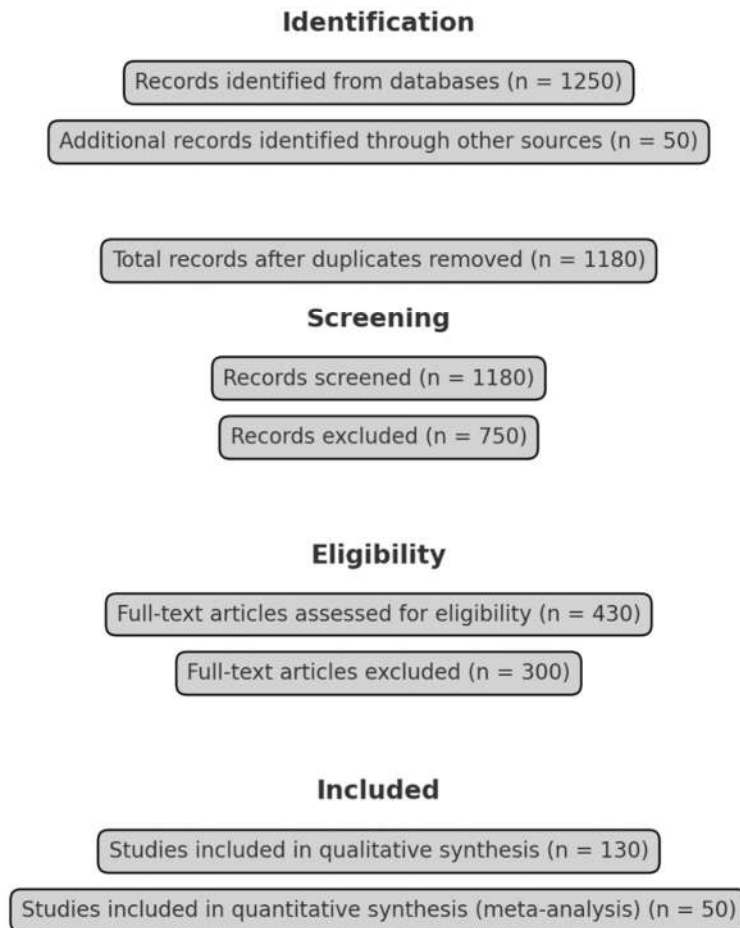 Identification
Records identified from databases (n = 1250)
Additional records identified through other sources (n = 50)
Total records after duplicates removed (n = 1180)
Screening
Records screened (n = 1180)
Records excluded (n = 750)
Eligibility
Full-text articles assessed for eligibility (n = 430)
Full-text articles excluded (n = 300)
Included
Studies included in qualitative synthesis (n = 130)
Studies included in quantitative synthesis (meta-analysis) (n = 50)